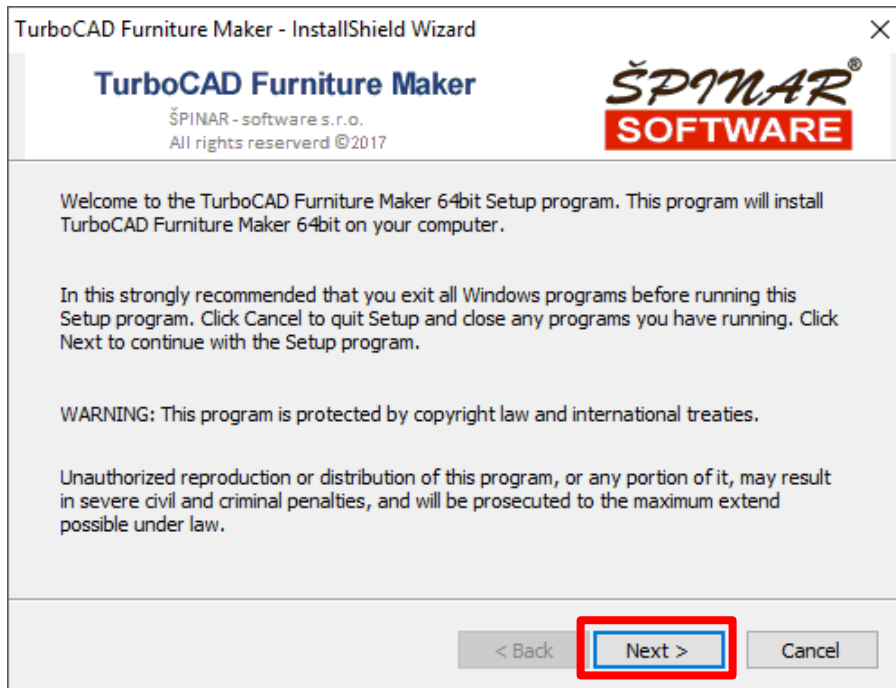 TurboCAD Furniture Maker - InstallShield Wizard
TurboCAD Furniture Maker
ŠPINAR - software s.r.o.
All rights reserverd ©2017
ŠPINAR®
SOFTWARE
Welcome to the TurboCAD Furniture Maker 64bit Setup program. This program will install
TurboCAD Furniture Maker 64bit on your computer.
In this strongly recommended that you exit all Windows programs before running this
Setup program. Click Cancel to quit Setup and close any programs you have running. Click
Next to continue with the Setup program.
WARNING: This program is protected by copyright law and international treaties.
Unauthorized reproduction or distribution of this program, or any portion of it, may result
in severe civil and criminal penalties, and will be prosecuted to the maximum extend
possible under law.
< Back Next > Cancel